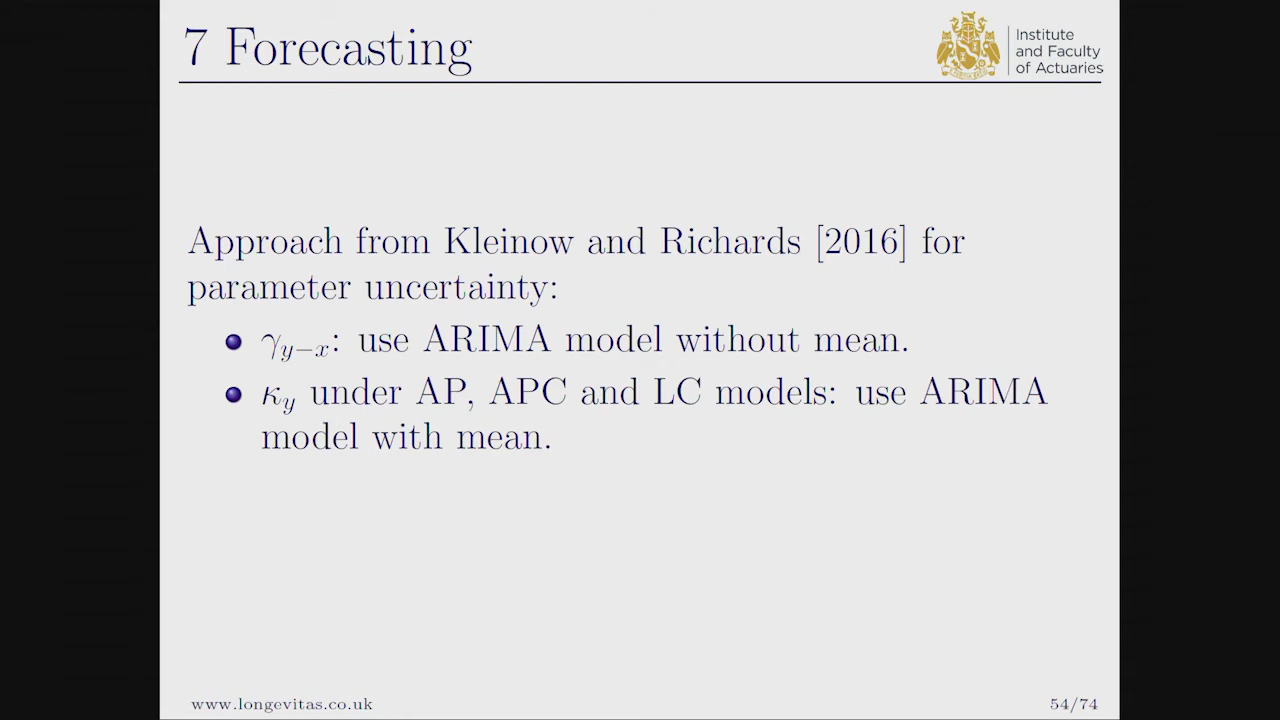 7 Forecasting
Institute
and Faculty
of Actuaries
Approach from Kleinow and Richards [2016] for
parameter uncertainty:
• γ_{y−x}: use ARIMA model without mean.
• κ_y under AP, APC and LC models: use ARIMA
model with mean.
www.longevitas.co.uk
54/74